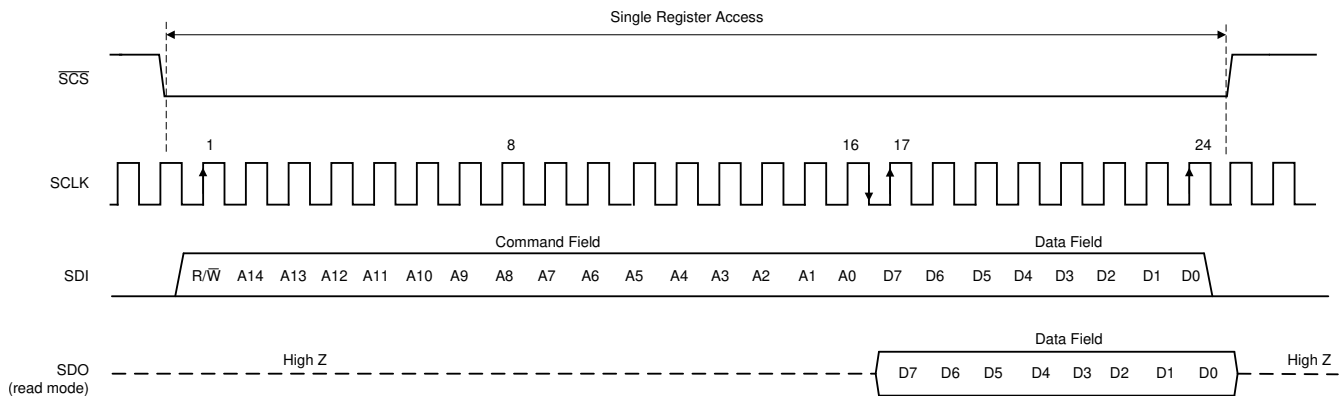 Single Register Access
S̅C̅S̅
1 8 16 17 24
SCLK
Command Field Data Field
SDI R/W̅ A14 A13 A12 A11 A10 A9 A8 A7 A6 A5 A4 A3 A2 A1 A0 D7 D6 D5 D4 D3 D2 D1 D0
Data Field
High Z High Z
SDO D7 D6 D5 D4 D3 D2 D1 D0
(read mode)